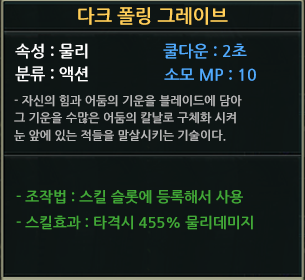 다크 폴링 그레이브
속성 : 물리 쿨다운 : 2초
분류 : 액션 소모 MP : 10
- 자신의 힘과 어둠의 기운을 블레이드에 담아
그 기운을 수많은 어둠의 칼날로 구체화 시켜
눈 앞에 있는 적들을 말살시키는 기술이다.
- 조작법 : 스킬 슬롯에 등록해서 사용
- 스킬효과 : 타격시 455% 물리데미지